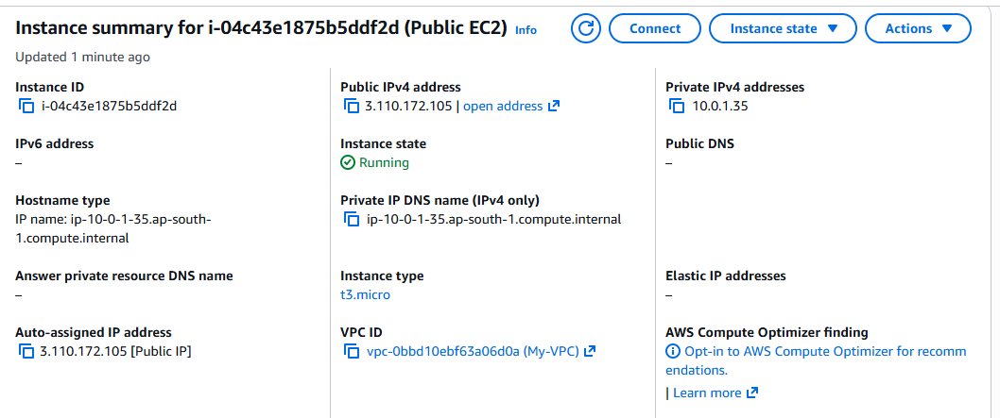 Instance summary for i-04c43e1875b5ddf2d (Public EC2) Info
Connect
Instance state
Actions
Updated 1 minute ago
Instance ID
i-04c43e1875b5ddf2d
Public IPv4 address
3.110.172.105 | open address
Private IPv4 addresses
10.0.1.35
IPv6 address
–
Instance state
Running
Public DNS
–
Hostname type
IP name: ip-10-0-1-35.ap-south-
1.compute.internal
Private IP DNS name (IPv4 only)
ip-10-0-1-35.ap-south-1.compute.internal
Answer private resource DNS name
–
Instance type
t3.micro
Elastic IP addresses
–
Auto-assigned IP address
3.110.172.105 [Public IP]
VPC ID
vpc-0bbd10ebf63a06d0a (My-VPC)
AWS Compute Optimizer finding
Opt-in to AWS Compute Optimizer for recomm
endations.
| Learn more